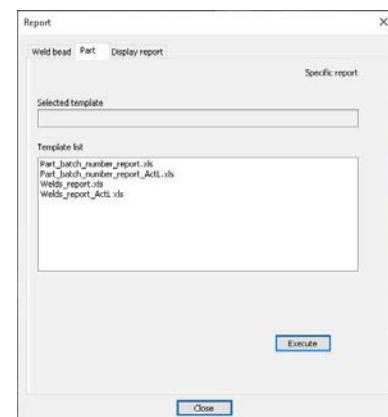 Report
Weld bead Part Display report
Specific report
Selected template
Template list
Part_batch_number_report.xls
Part_batch_number_report_ActL.xls
Welds_report.xls
Welds_report_ActL.xls
Execute
Close